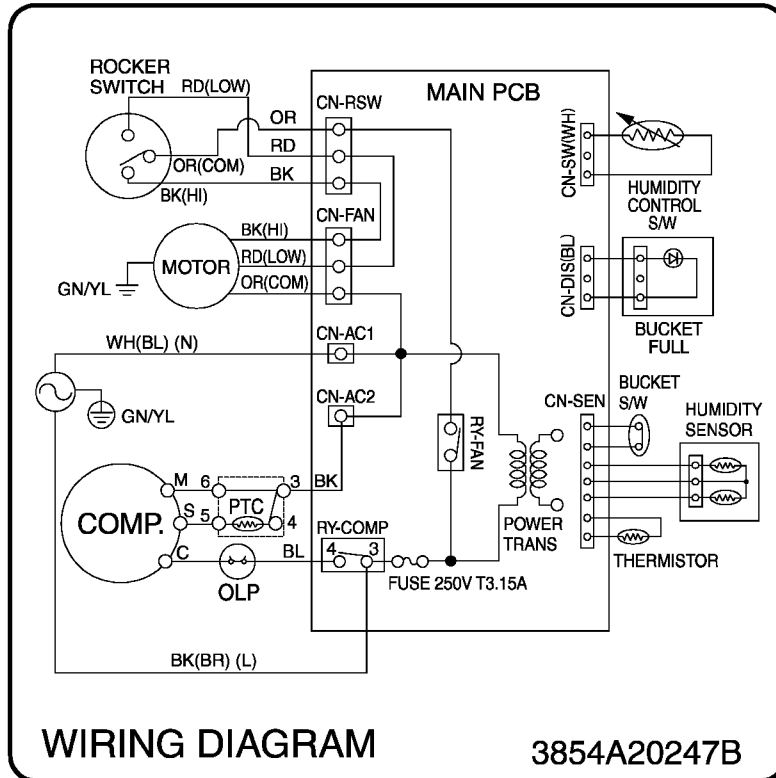 ROCKER
SWITCH
RD(LOW)
OR
CN-RSW
MAIN PCB
CN-SW(WH)
RD
OR(COM)
BK
BK(HI)
HUMIDITY
CONTROL
S/W
CN-FAN
BK(HI)
MOTOR
RD(LOW)
OR(COM)
GN/YL
CN-DIS(BL)
BUCKET
FULL
WH(BL) (N)
CN-AC1
GN/YL
CN-AC2
RY-FAN
CN-SEN
BUCKET
S/W
HUMIDITY
SENSOR
M
6
3
BK
COMP.
S
5
PTC
4
RY-COMP
POWER
TRANS
C
BL
4
3
OLP
FUSE 250V T3.15A
THERMISTOR
BK(BR) (L)
WIRING DIAGRAM
3854A20247B